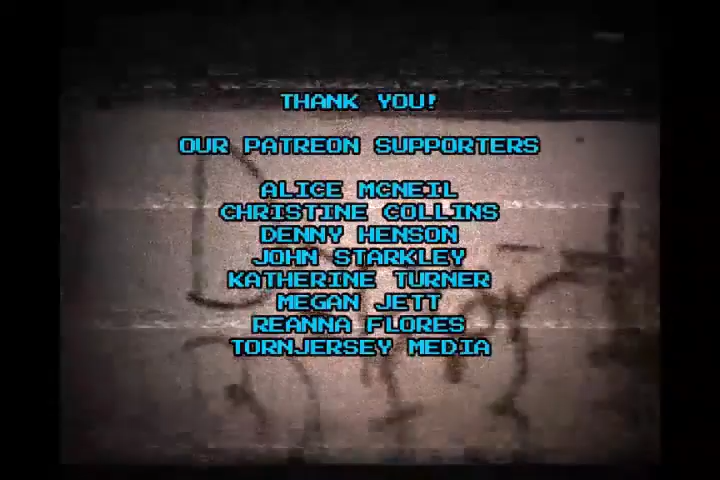 THANK YOU!
OUR PATREON SUPPORTERS
ALICE MCNEIL
CHRISTINE COLLINS
DENNY HENSON
JOHN STARKLEY
KATHERINE TURNER
MEGAN JETT
REANNA FLORES
TORNJERSEY MEDIA